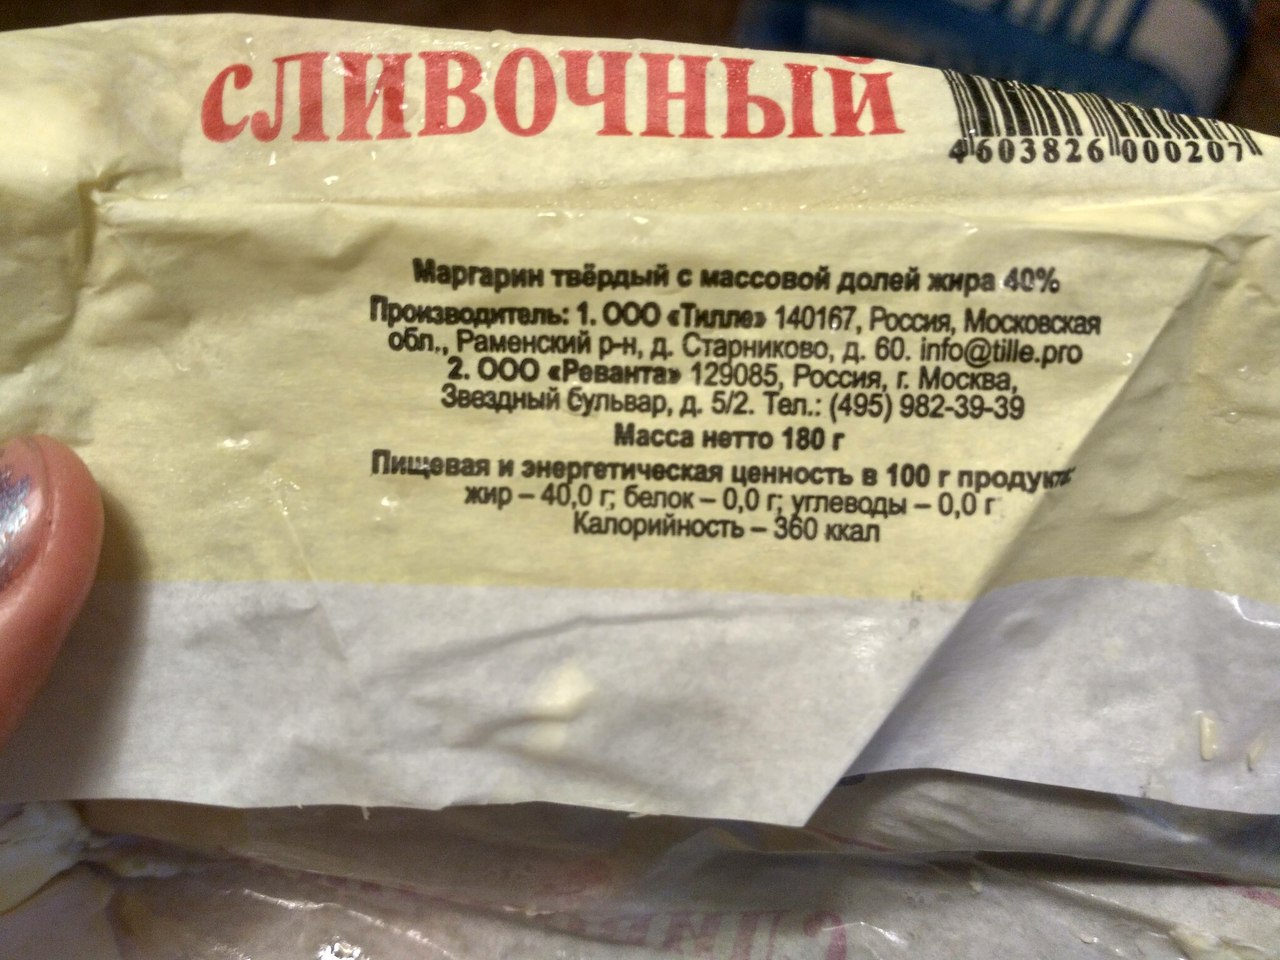 сЛИВОЧНЫЙ
4 603826 000207
Маргарин твёрдый с массовой долей жира 40%
Производитель: 1. ООО «Тилле» 140167, Россия, Московская
обл., Раменский р-н, д. Старниково, д. 60. info@tille.pro
2. ООО «Реванта» 129085, Россия, г. Москва,
Звездный бульвар, д. 5/2. Тел.: (495) 982-39-39
Масса нетто 180 г
Пищевая и энергетическая ценность в 100 г продукта
жир – 40,0 г; белок – 0,0 г; углеводы – 0,0 г
Калорийность – 360 ккал